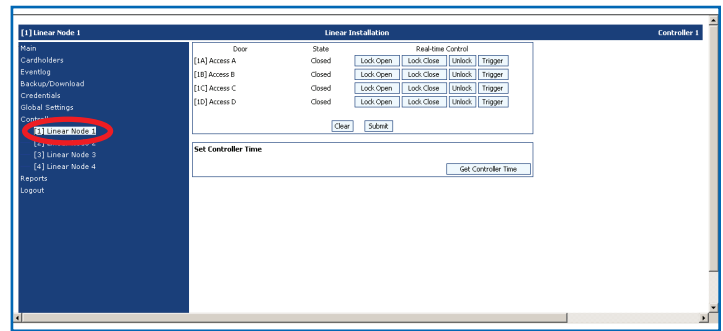 [1] Linear Node 1 Linear Installation Controller 1
Main
Cardholders
Eventlog
Backup/Download
Credentials
Global Settings
[1] Linear Node 1
[3] Linear Node 3
[4] Linear Node 4
Reports
Logout
Door State Real-time Control
[1A] Access A Closed Lock Open Lock Close Unlock Trigger
[1B] Access B Closed Lock Open Lock Close Unlock Trigger
[1C] Access C Closed Lock Open Lock Close Unlock Trigger
[1D] Access D Closed Lock Open Lock Close Unlock Trigger
Clear Submit
Set Controller Time
Get Controller Time